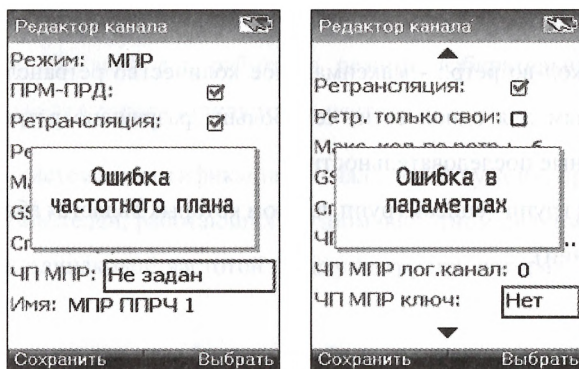 Редактор канала
Режим: МПР
ПРМ-ПРД:
Ретрансляция:
Ошибка
частотного плана
ЧП МПР: Не задан
Имя: МПР ППРЧ 1
Сохранить Выбрать
Редактор канала
Ретрансляция:
Ретр. только свои:
Ошибка в
параметрах
ЧП МПР лог.канал: 0
ЧП МПР ключ: Нет
Сохранить Выбрать